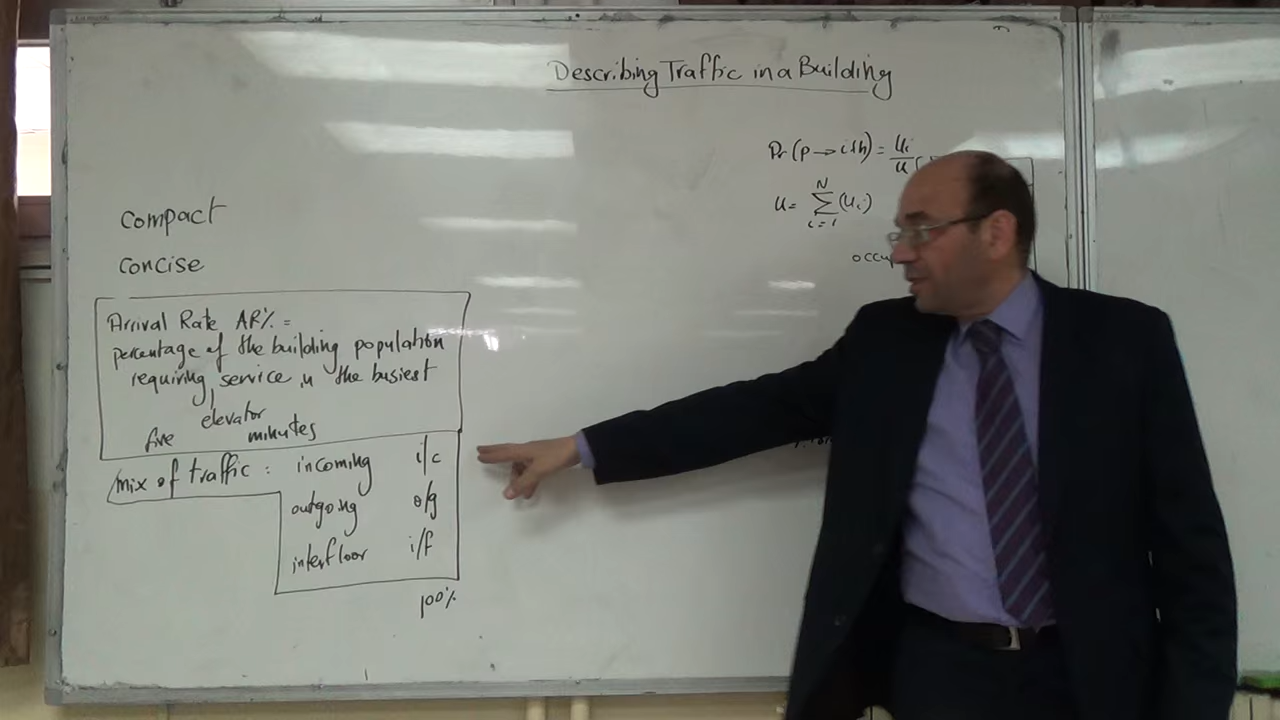 Describing Traffic in a Building
Pr(p→i th) = Ui/U
U = N∑i=1 (Ui)
compact
concise
Arrival Rate AR% =
percentage of the building population
requiring service in the busiest
elevator
five minutes
mix of traffic : incoming i/c
outgoing o/g
interfloor i/f
100%